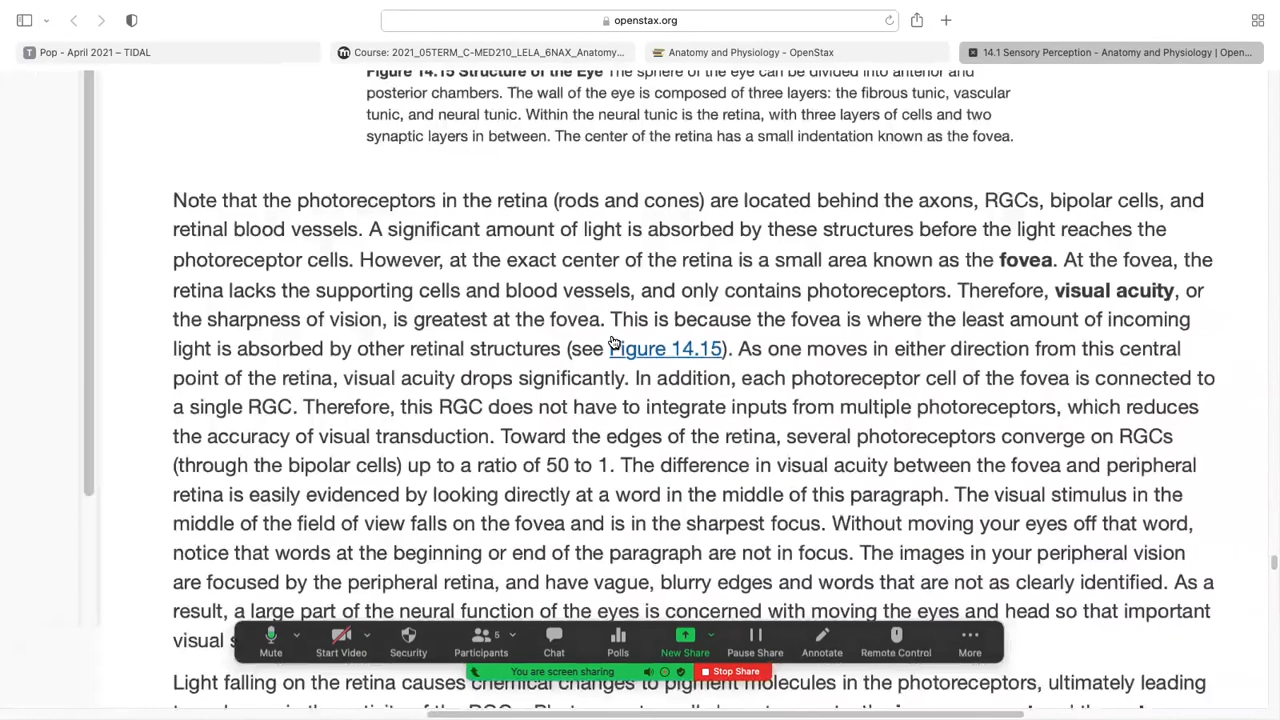 openstax.org
T Pop - April 2021 – TIDAL
Course: 2021_05TERM_C-MED210_LELA_6NAX_Anatomy...
Anatomy and Physiology - OpenStax
14.1 Sensory Perception - Anatomy and Physiology | Open...
Figure 14.15 Structure of the Eye The sphere of the eye can be divided into anterior and
posterior chambers. The wall of the eye is composed of three layers: the fibrous tunic, vascular
tunic, and neural tunic. Within the neural tunic is the retina, with three layers of cells and two
synaptic layers in between. The center of the retina has a small indentation known as the fovea.
Note that the photoreceptors in the retina (rods and cones) are located behind the axons, RGCs, bipolar cells, and
retinal blood vessels. A significant amount of light is absorbed by these structures before the light reaches the
photoreceptor cells. However, at the exact center of the retina is a small area known as the fovea. At the fovea, the
retina lacks the supporting cells and blood vessels, and only contains photoreceptors. Therefore, visual acuity, or
the sharpness of vision, is greatest at the fovea. This is because the fovea is where the least amount of incoming
light is absorbed by other retinal structures (see Figure 14.15). As one moves in either direction from this central
point of the retina, visual acuity drops significantly. In addition, each photoreceptor cell of the fovea is connected to
a single RGC. Therefore, this RGC does not have to integrate inputs from multiple photoreceptors, which reduces
the accuracy of visual transduction. Toward the edges of the retina, several photoreceptors converge on RGCs
(through the bipolar cells) up to a ratio of 50 to 1. The difference in visual acuity between the fovea and peripheral
retina is easily evidenced by looking directly at a word in the middle of this paragraph. The visual stimulus in the
middle of the field of view falls on the fovea and is in the sharpest focus. Without moving your eyes off that word,
notice that words at the beginning or end of the paragraph are not in focus. The images in your peripheral vision
are focused by the peripheral retina, and have vague, blurry edges and words that are not as clearly identified. As a
result, a large part of the neural function of the eyes is concerned with moving the eyes and head so that important
visual
5
Mute Start Video Security Participants Chat Polls New Share Pause Share Annotate Remote Control More
You are screen sharing Stop Share
Light falling on the retina causes chemical changes to pigment molecules in the photoreceptors, ultimately leading